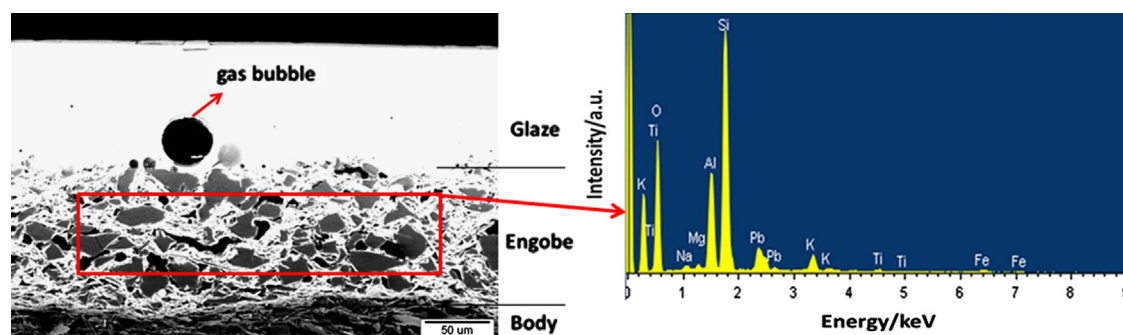 gas bubble
Glaze
Engobe
Body
50 um
Intensity/a.u.
Si
O
Ti
Al
K
Ti
Na
Mg
Pb
Pb
K
K
Ti
Ti
Fe
Fe
0 1 2 3 4 5 6 7 8 9
Energy/keV